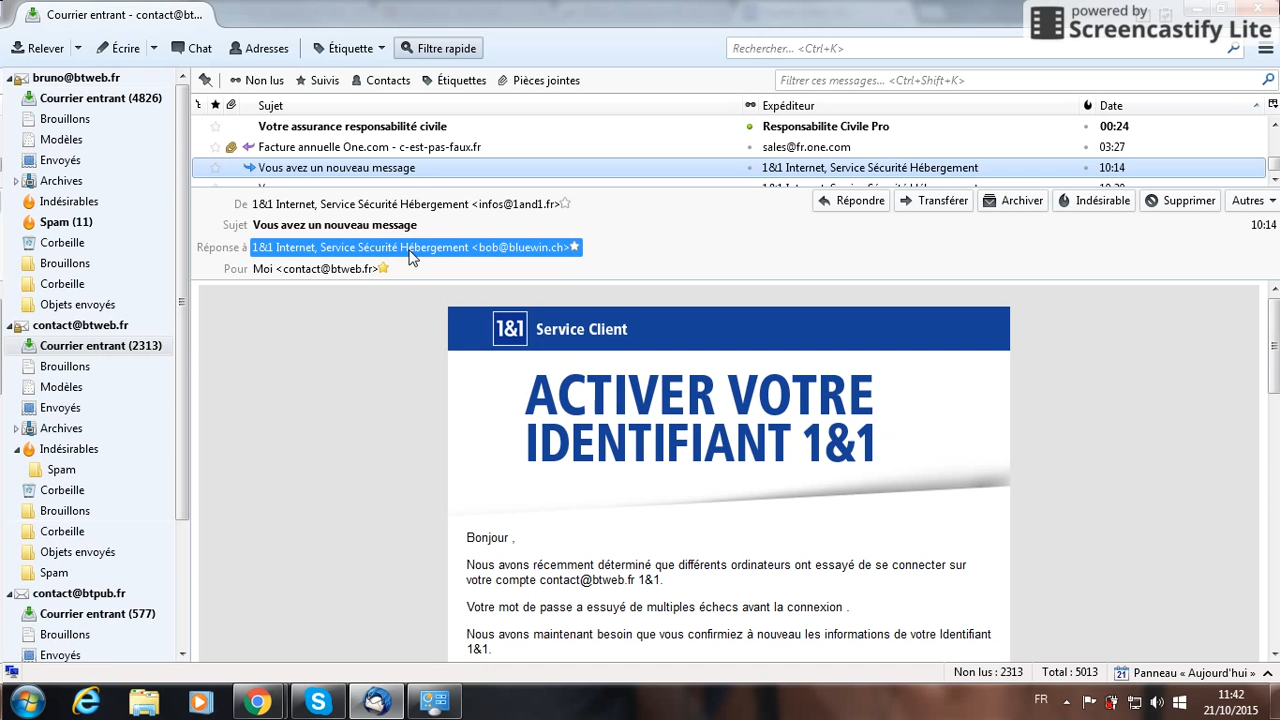 Courrier entrant - contact@bt...
powered by
Screencastify Lite
Relever
Écrire
Chat
Adresses
Étiquette
Filtre rapide
Rechercher... <Ctrl+K>
bruno@btweb.fr
Courrier entrant (4826)
Brouillons
Modèles
Envoyés
Archives
Indésirables
Spam (11)
Corbeille
Brouillons
Corbeille
Objets envoyés
contact@btweb.fr
Courrier entrant (2313)
Brouillons
Modèles
Envoyés
Archives
Indésirables
Spam
Corbeille
Brouillons
Corbeille
Objets envoyés
Spam
contact@btpub.fr
Courrier entrant (577)
Brouillons
Envoyés
Non lus
Suivis
Contacts
Étiquettes
Pièces jointes
Filtrer ces messages... <Ctrl+Shift+K>
Sujet Expéditeur Date
Votre assurance responsabilité civile Responsabilite Civile Pro 00:24
Facture annuelle One.com - c-est-pas-faux.fr sales@fr.one.com 03:27
Vous avez un nouveau message 1&1 Internet, Service Sécurité Hébergement 10:14
De 1&1 Internet, Service Sécurité Hébergement <infos@1and1.fr>
Répondre
Transférer
Archiver
Indésirable
Supprimer
Autres
Sujet Vous avez un nouveau message 10:14
Réponse à 1&1 Internet, Service Sécurité Hébergement <bob@bluewin.ch>
Pour Moi <contact@btweb.fr>
1&1 Service Client
ACTIVER VOTRE
IDENTIFIANT 1&1
Bonjour ,
Nous avons récemment déterminé que différents ordinateurs ont essayé de se connecter sur
votre compte contact@btweb.fr 1&1.
Votre mot de passe a essuyé de multiples échecs avant la connexion .
Nous avons maintenant besoin que vous confirmiez à nouveau les informations de votre Identifiant
1&1.
Non lus : 2313
Total : 5013
21
Panneau « Aujourd'hui »
FR
11:42
21/10/2015